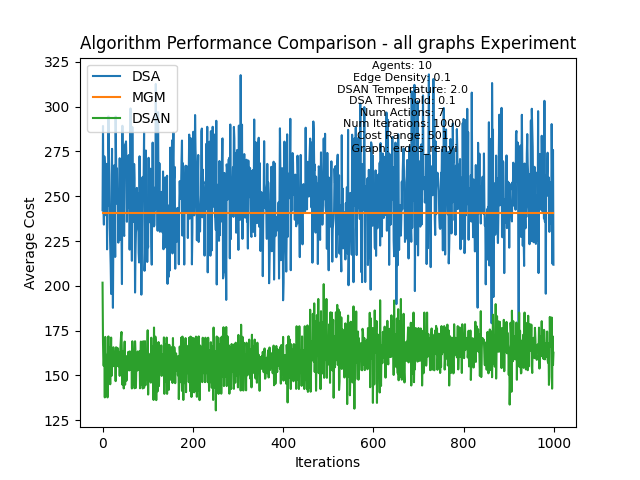 Algorithm Performance Comparison - all graphs Experiment
DSA
MGM
DSAN
Agents: 10
Edge Density: 0.1
DSAN Temperature: 2.0
DSA Threshold: 0.1
Num Actions: 7
Num Iterations: 1000
Cost Range: 501
Graph: erdos_renyi
Average Cost
325
300
275
250
225
200
175
150
125
0 200 400 600 800 1000
Iterations